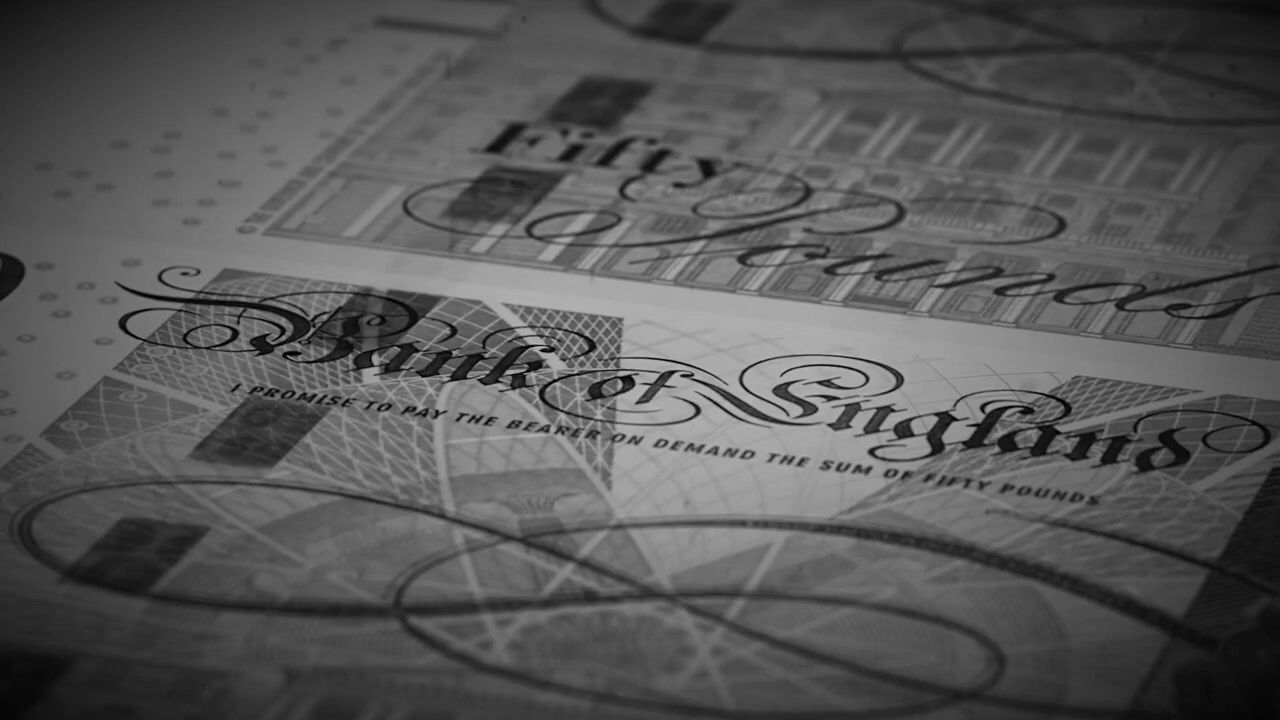 Fifty
Pounds
Bank of England
I PROMISE TO PAY THE BEARER ON DEMAND THE SUM OF FIFTY POUNDS